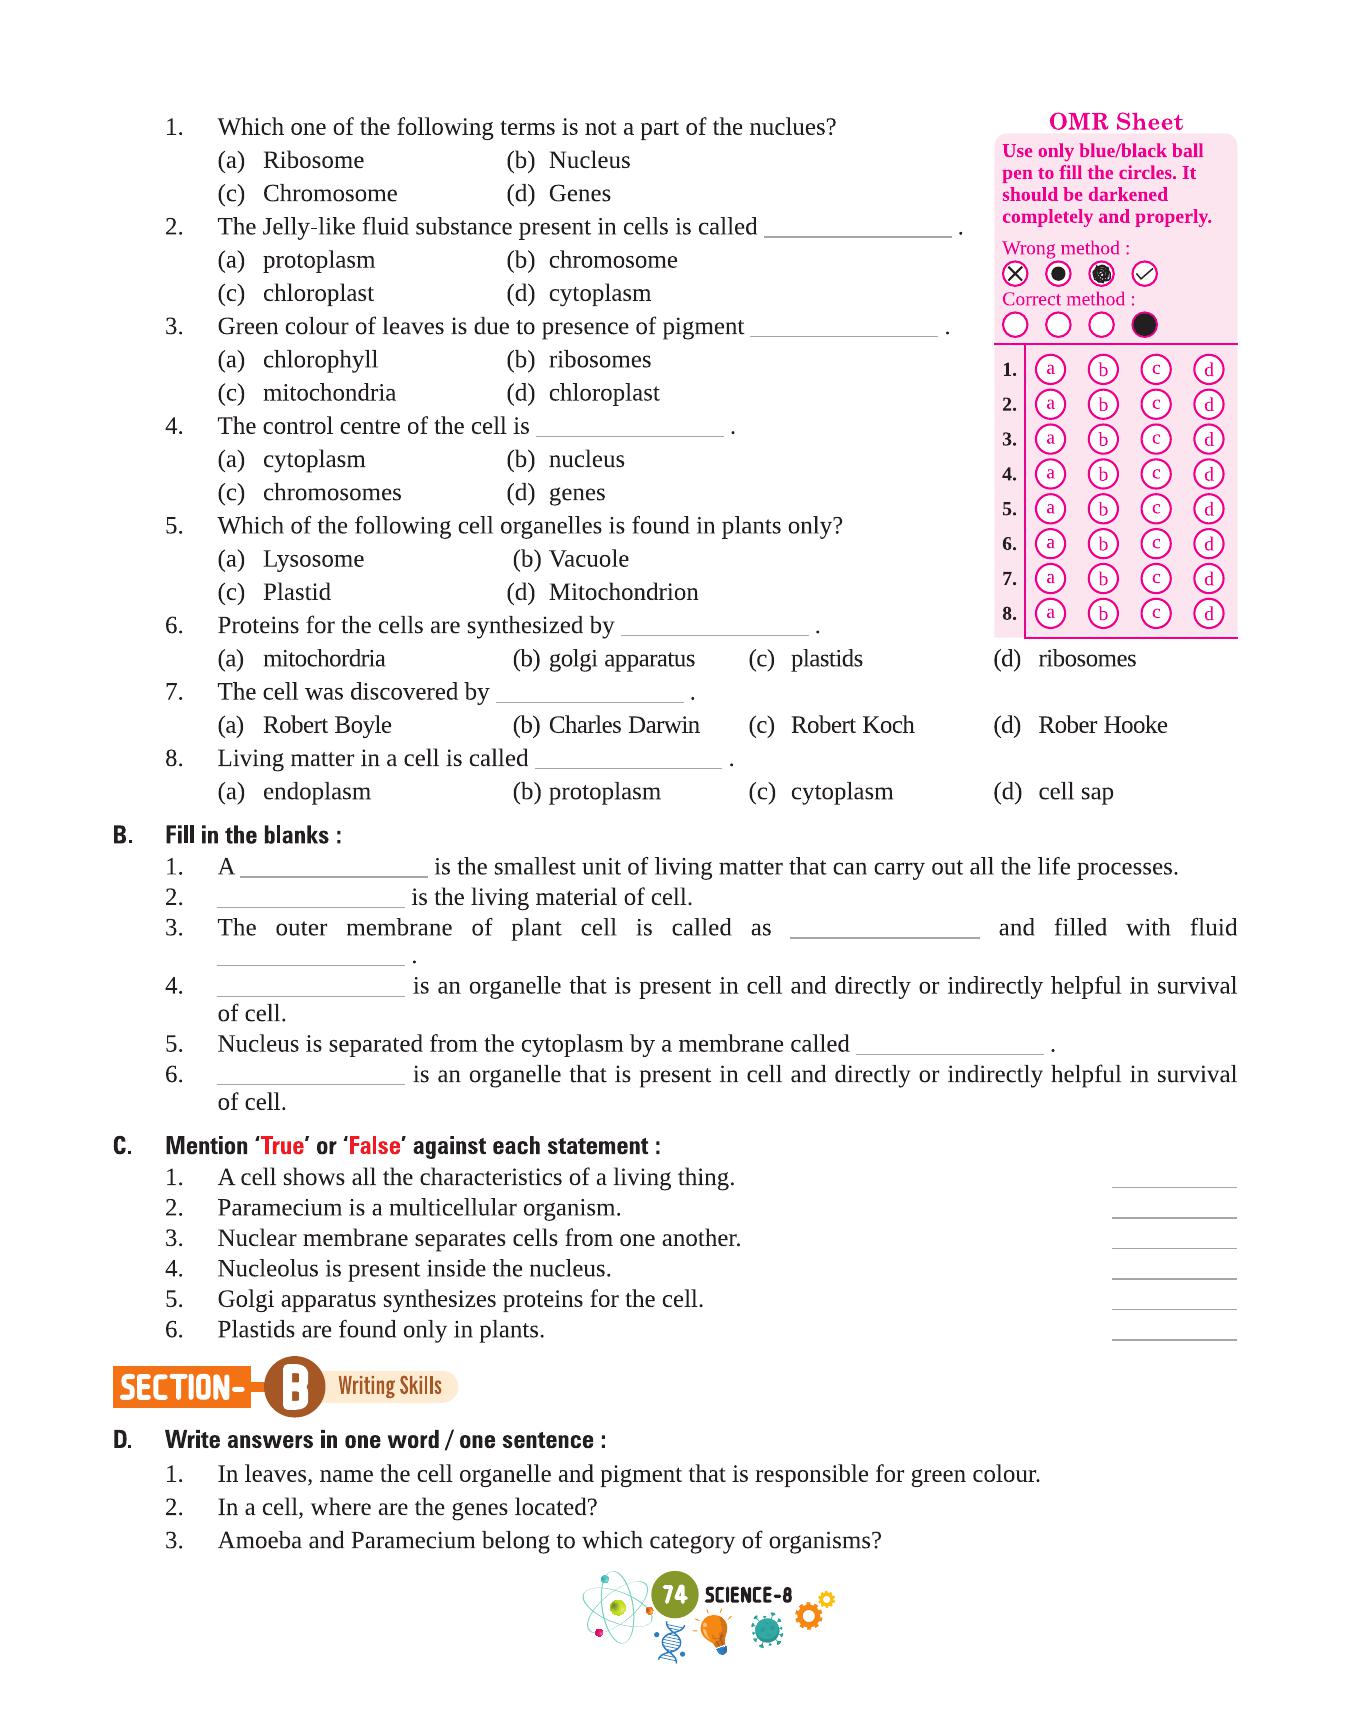 1. Which one of the following terms is not a part of the nuclues?
(a) Ribosome (b) Nucleus
(c) Chromosome (d) Genes
2. The Jelly-like fluid substance present in cells is called _______________ .
(a) protoplasm (b) chromosome
(c) chloroplast (d) cytoplasm
3. Green colour of leaves is due to presence of pigment _______________ .
(a) chlorophyll (b) ribosomes
(c) mitochondria (d) chloroplast
4. The control centre of the cell is _______________ .
(a) cytoplasm (b) nucleus
(c) chromosomes (d) genes
5. Which of the following cell organelles is found in plants only?
(a) Lysosome (b) Vacuole
(c) Plastid (d) Mitochondrion
OMR Sheet
Use only blue/black ball
pen to fill the circles. It
should be darkened
completely and properly.
Wrong method :
Correct method :
1. a b c d
2. a b c d
3. a b c d
4. a b c d
5. a b c d
6. a b c d
7. a b c d
8. a b c d
6. Proteins for the cells are synthesized by _______________ .
(a) mitochordria (b) golgi apparatus (c) plastids (d) ribosomes
7. The cell was discovered by _______________ .
(a) Robert Boyle (b) Charles Darwin (c) Robert Koch (d) Rober Hooke
8. Living matter in a cell is called _______________ .
(a) endoplasm (b) protoplasm (c) cytoplasm (d) cell sap
B. Fill in the blanks :
1. A _______________ is the smallest unit of living matter that can carry out all the life processes.
2. _______________ is the living material of cell.
3. The outer membrane of plant cell is called as _______________ and filled with fluid
_______________ .
4. _______________ is an organelle that is present in cell and directly or indirectly helpful in survival
of cell.
5. Nucleus is separated from the cytoplasm by a membrane called _______________ .
6. _______________ is an organelle that is present in cell and directly or indirectly helpful in survival
of cell.
C. Mention ‘True’ or ‘False’ against each statement :
1. A cell shows all the characteristics of a living thing. __________
2. Paramecium is a multicellular organism. __________
3. Nuclear membrane separates cells from one another. __________
4. Nucleolus is present inside the nucleus. __________
5. Golgi apparatus synthesizes proteins for the cell. __________
6. Plastids are found only in plants. __________
SECTION- B Writing Skills
D. Write answers in one word / one sentence :
1. In leaves, name the cell organelle and pigment that is responsible for green colour.
2. In a cell, where are the genes located?
3. Amoeba and Paramecium belong to which category of organisms?
74 SCIENCE-8